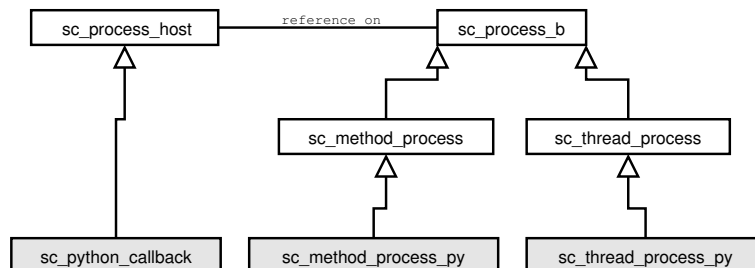 sc_process_host
reference on
sc_process_b
sc_method_process
sc_thread_process
sc_python_callback
sc_method_process_py
sc_thread_process_py